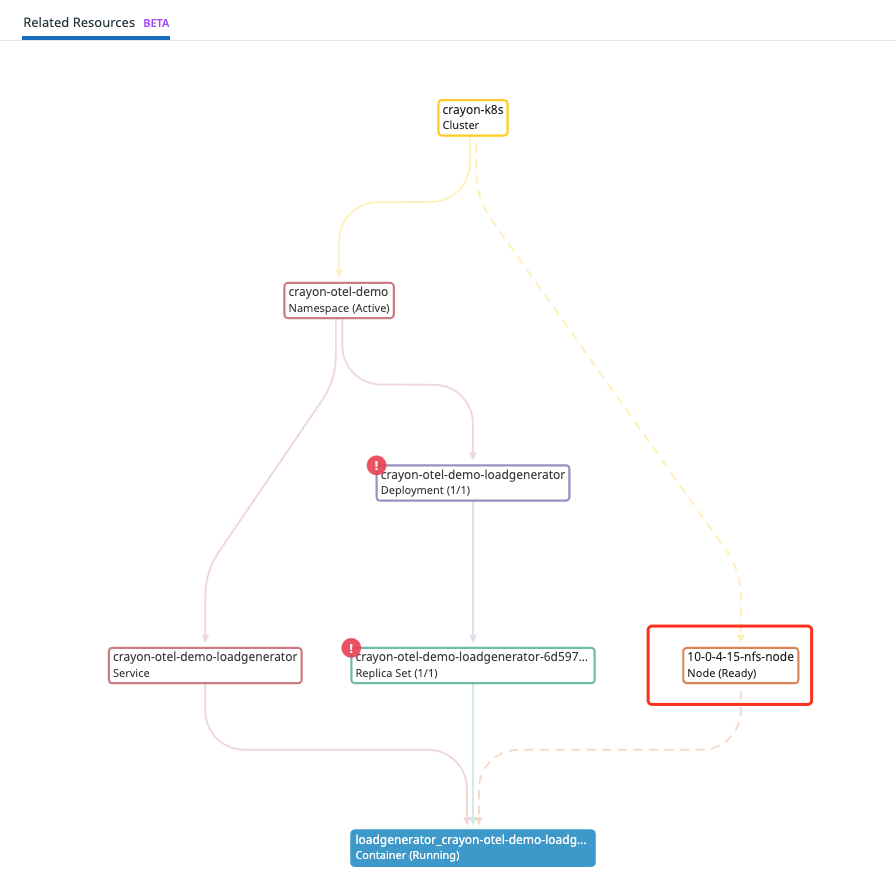 Related Resources BETA
crayon-k8s
Cluster
crayon-otel-demo
Namespace (Active)
!
crayon-otel-demo-loadgenerator
Deployment (1/1)
crayon-otel-demo-loadgenerator
Service
!
crayon-otel-demo-loadgenerator-6d597...
Replica Set (1/1)
10-0-4-15-nfs-node
Node (Ready)
loadgenerator_crayon-otel-demo-loadg...
Container (Running)